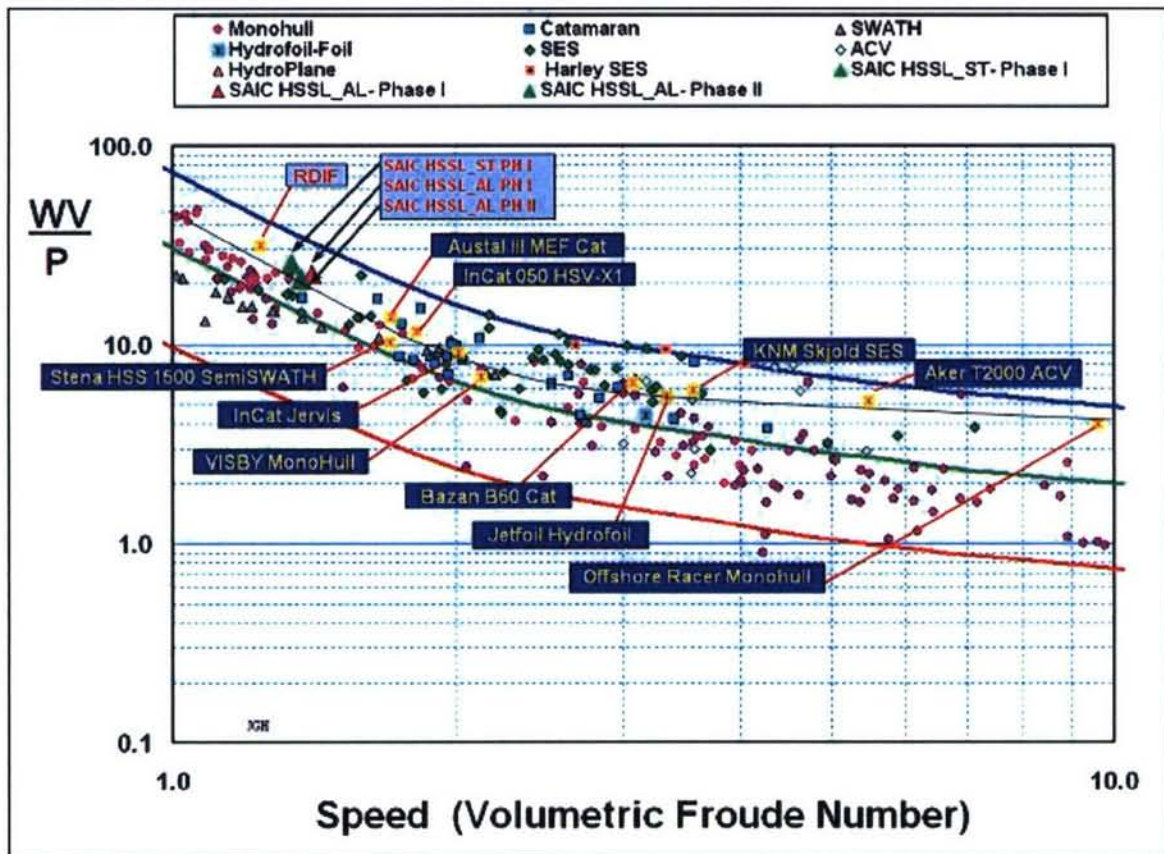 Monohull Catamaran SWATH
Hydrofoil-Foil SES ACV
HydroPlane Harley SES SAIC HSSL_ST- Phase I
SAIC HSSL_AL- Phase I SAIC HSSL_AL- Phase II
100.0
WV
P
RDIF
SAIC HSSL_ST PH I
SAIC HSSL_AL PH I
SAIC HSSL_AL PH II
Austal III MEF Cat
InCat 050 HSV-X1
10.0
KNM Skjold SES
Stena HSS 1500 SemiSWATH
Aker T2000 ACV
InCat Jervis
VISBY MonoHull
Bazan B60 Cat
Jetfoil Hydrofoil
1.0
Offshore Racer Monohull
JGH
0.1
1.0 10.0
Speed (Volumetric Froude Number)